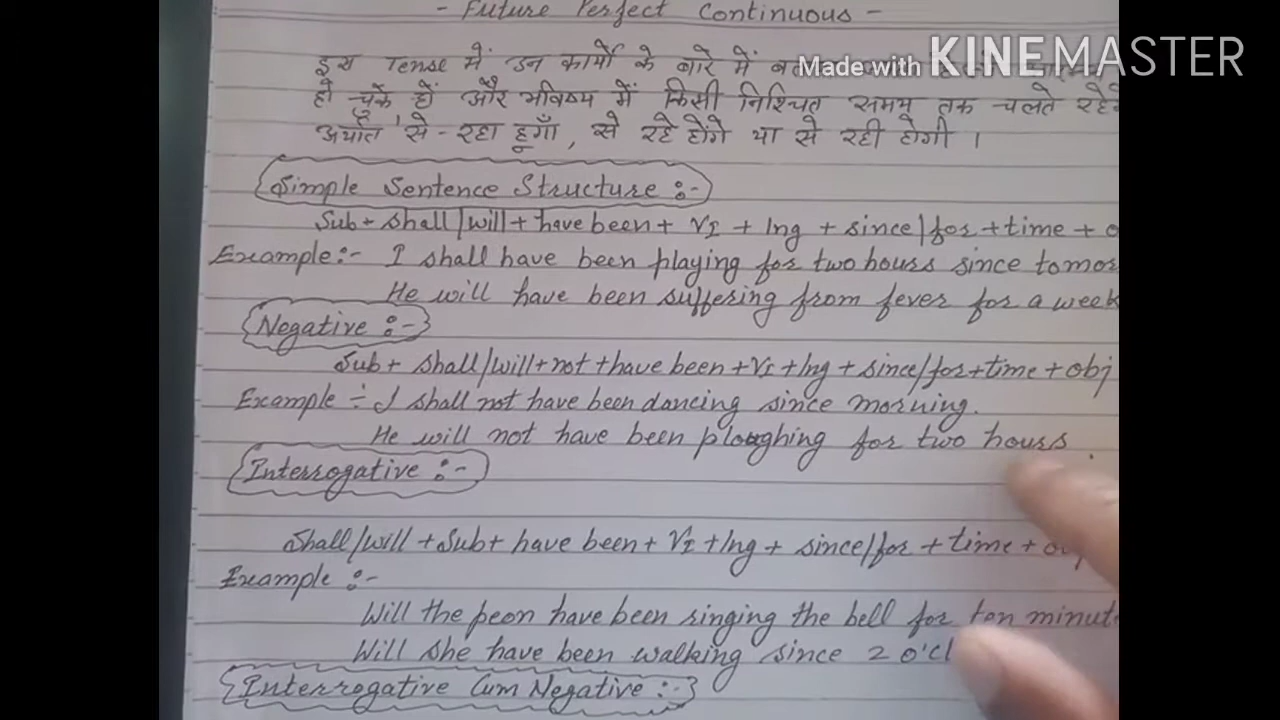 - Future Perfect Continuous -
Made with KINEMASTER
इस Tense में उन कार्यो के बारे में
हो चूके हों और भविष्य में किसी निश्चित समय तक चलते रहेंगे
अर्थात से - रहा हूगाँ, से रहे होंगे या से रही होगी ।
Simple Sentence Structure :-
Sub + shall/will + have been + V1 + Ing + since/for + time + o
Example:- I shall have been playing for two hours since tomor
He will have been suffering from fever for a week
Negative :-
Sub + shall/will + not + have been + V1 + Ing + since/for + time + obj
Example :- I shall not have been dancing since morning.
He will not have been ploughing for two hours.
Interrogative :-
Shall/will + Sub + have been + V1 + Ing + since/for + time +
Example :-
Will the peon have been ringing the bell for ten minut
Will she have been walking since 2 o'cl
Interrogative Cum Negative :-